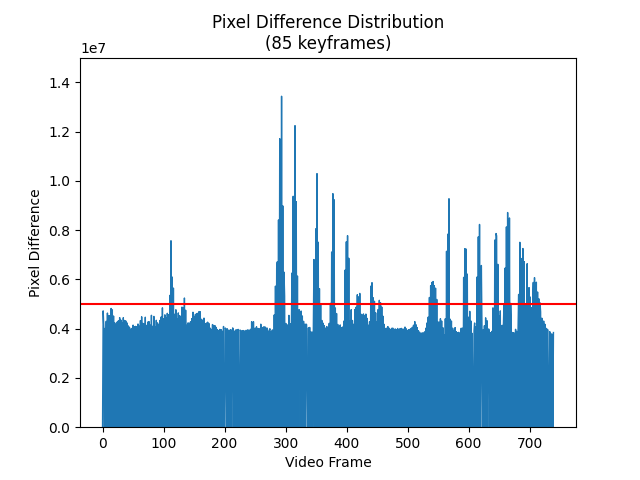 Pixel Difference Distribution
(85 keyframes)
1e7
1.4
1.2
1.0
0.8
0.6
0.4
0.2
0.0
Pixel Difference
0 100 200 300 400 500 600 700
Video Frame